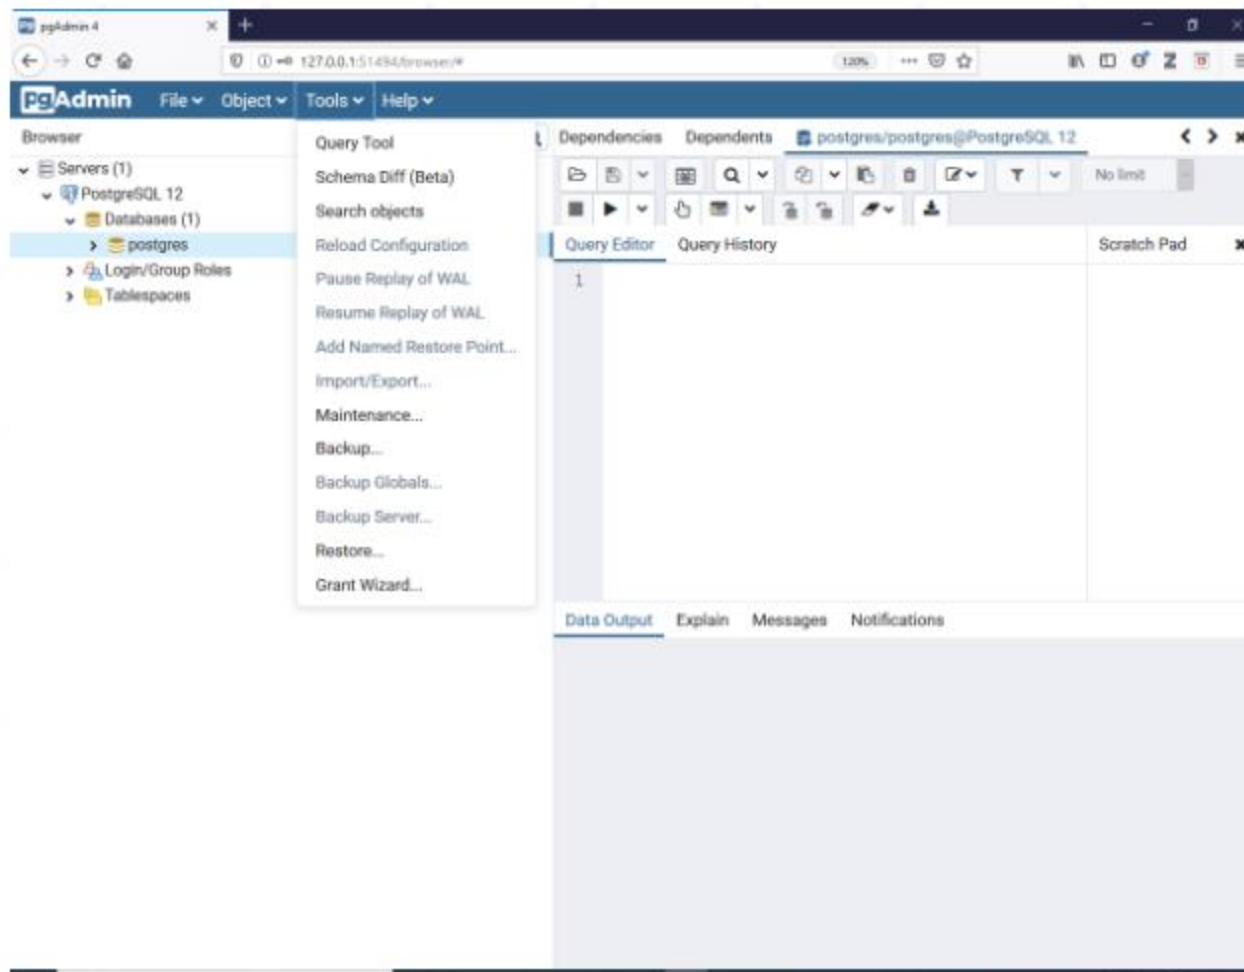 pgAdmin 4
127.0.0.1:51494/browser/#
120%
pgAdmin File Object Tools Help
Browser
Servers (1)
PostgreSQL 12
Databases (1)
postgres
Login/Group Roles
Tablespaces
Query Tool
Schema Diff (Beta)
Search objects
Reload Configuration
Pause Replay of WAL
Resume Replay of WAL
Add Named Restore Point...
Import/Export...
Maintenance...
Backup...
Backup Globals...
Backup Server...
Restore...
Grant Wizard...
Dependencies Dependents postgres/postgres@PostgreSQL 12
No limit
Query Editor Query History Scratch Pad
1
Data Output Explain Messages Notifications